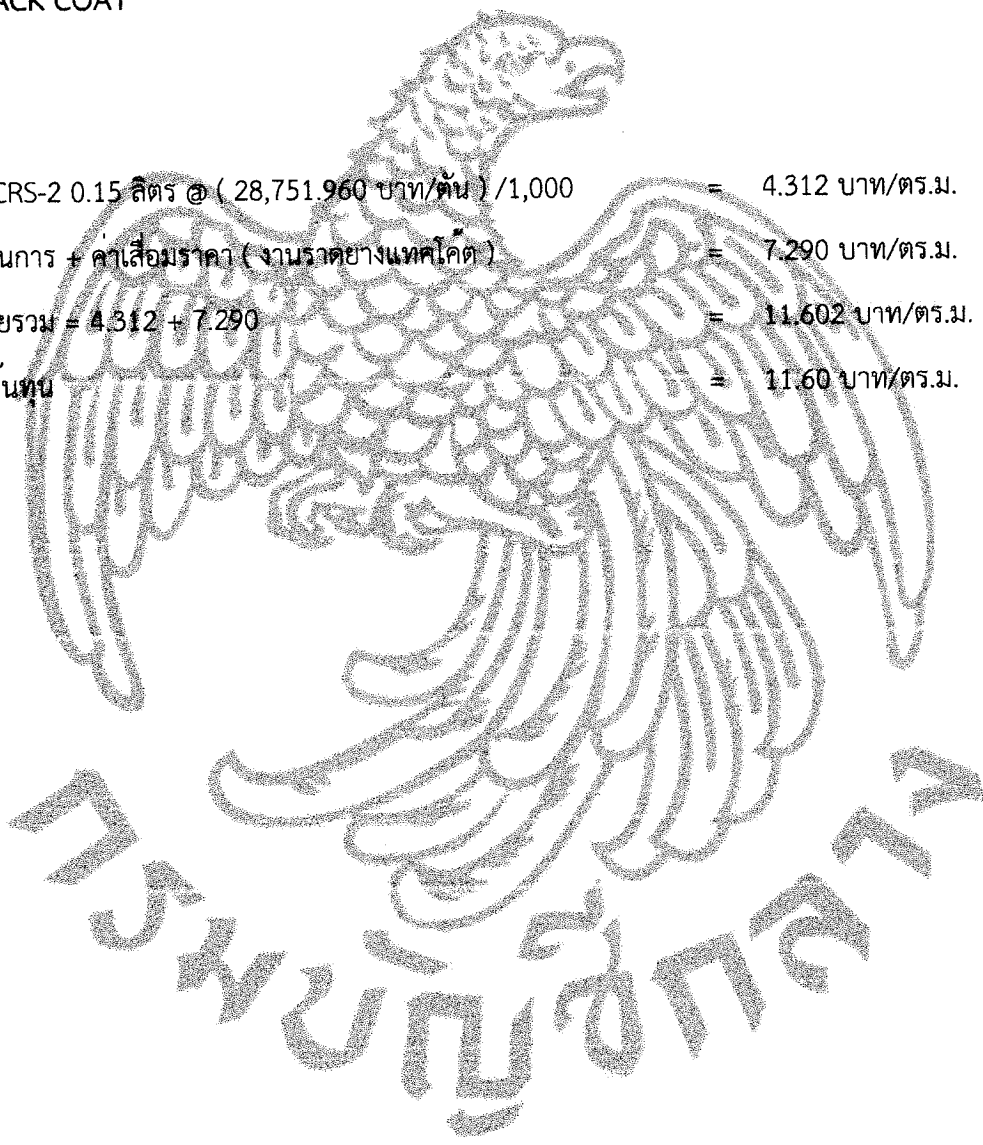 ACK COAT
CRS-2 0.15 ลิตร @ ( 28,751.960 บาท/ตัน ) /1,000 = 4.312 บาท/ตร.ม.
นการ + ค่าเสื่อมราคา ( งานราดยางแทคโค้ต ) = 7.290 บาท/ตร.ม.
ยรวม = 4.312 + 7.290 = 11.602 บาท/ตร.ม.
้นทุน = 11.60 บาท/ตร.ม.
กรมบัญชีกลาง